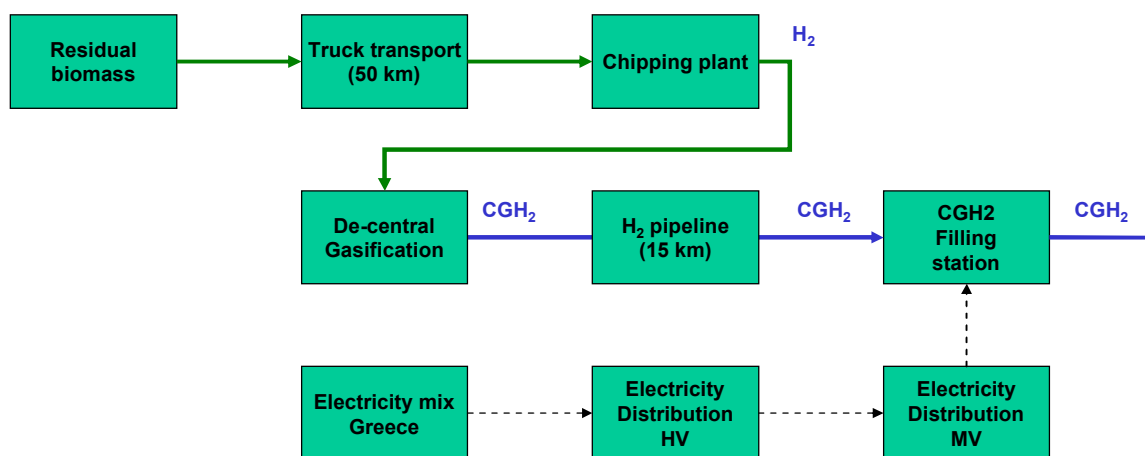 Residual
biomass
Truck transport
(50 km)
Chipping plant
H₂
De-central
Gasification
CGH₂
H₂ pipeline
(15 km)
CGH₂
CGH2
Filling
station
CGH₂
Electricity mix
Greece
Electricity
Distribution
HV
Electricity
Distribution
MV